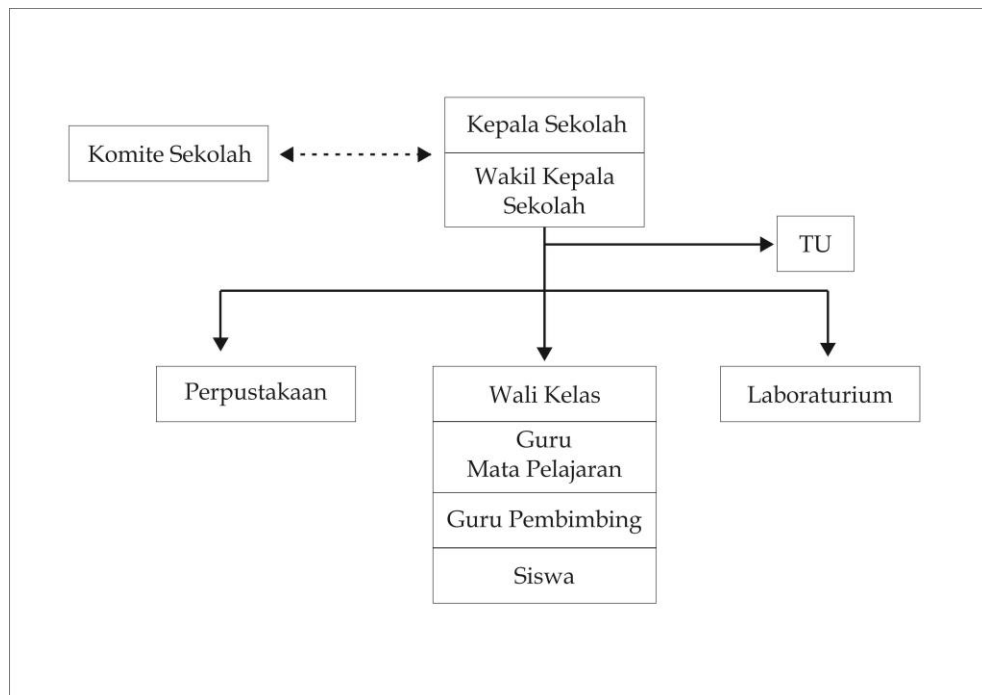 Kepala Sekolah
Komite Sekolah
Wakil Kepala
Sekolah
TU
Perpustakaan
Wali Kelas
Laboraturium
Guru
Mata Pelajaran
Guru Pembimbing
Siswa